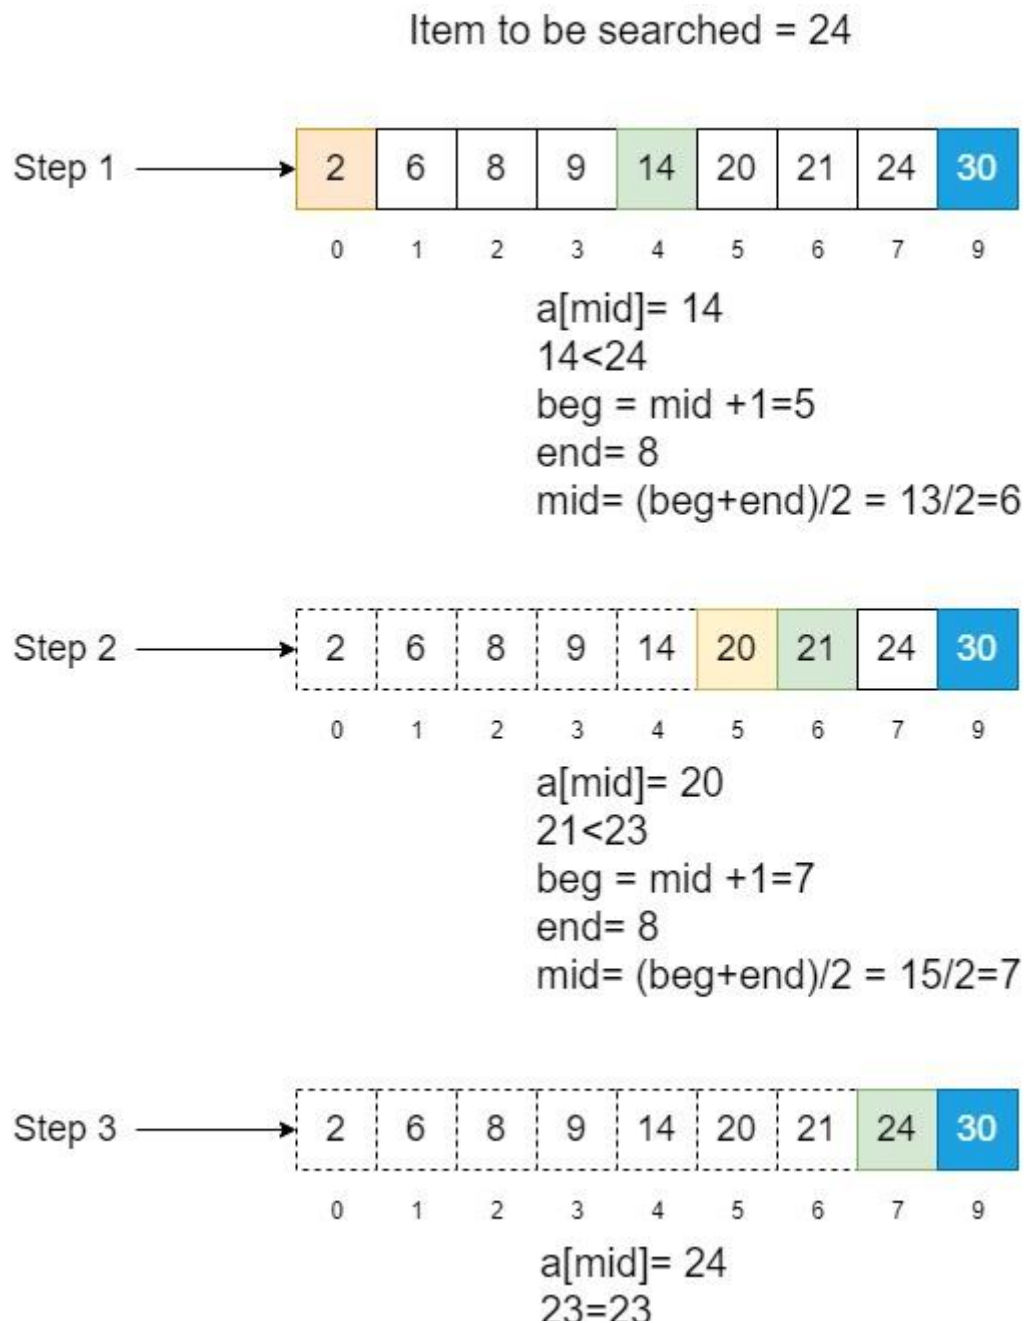 Item to be searched = 24
Step 1
2 6 8 9 14 20 21 24 30
0 1 2 3 4 5 6 7 9
a[mid]= 14
14<24
beg = mid +1=5
end= 8
mid= (beg+end)/2 = 13/2=6
Step 2
2 6 8 9 14 20 21 24 30
0 1 2 3 4 5 6 7 9
a[mid]= 20
21<23
beg = mid +1=7
end= 8
mid= (beg+end)/2 = 15/2=7
Step 3
2 6 8 9 14 20 21 24 30
0 1 2 3 4 5 6 7 9
a[mid]= 24
23=23